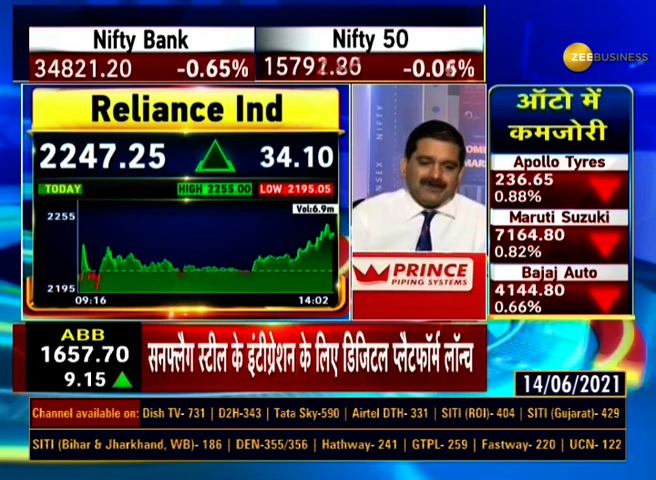 Nifty Bank
34821.20 -0.65%
Nifty 50
-0.06%
ZEE BUSINESS
Reliance Ind
2247.25 34.10
TODAY HIGH 2255.00 LOW 2195.05
Vol:6.9m
2255
2195
09:16 14:02
NIFTY
SENSEX
PRINCE
PIPING SYSTEMS
ऑटो में
कमजोरी
Apollo Tyres
236.65
0.88%
Maruti Suzuki
7164.80
0.82%
Bajaj Auto
4144.80
0.66%
ABB
1657.70
9.15
सनफ्लैग स्टील के इंटीग्रेशन के लिए डिजिटल प्लैटफॉर्म लॉन्च
14/06/2021
Channel available on: Dish TV- 731 | D2H-343 | Tata Sky-590 | Airtel DTH- 331 | SITI (ROI)- 404 | SITI (Gujarat)- 429
SITI (Bihar & Jharkhand, WB)- 186 | DEN-355/356 | Hathway- 241 | GTPL- 259 | Fastway- 220 | UCN- 122